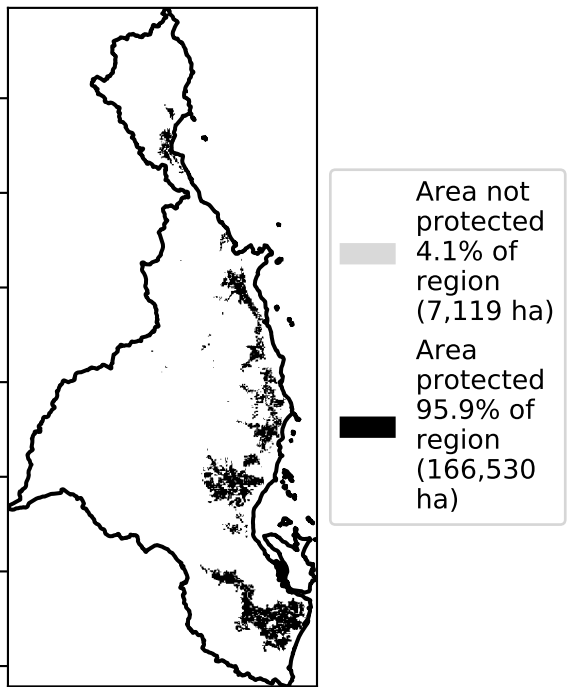 Area not
protected
4.1% of
region
(7,119 ha)
Area
protected
95.9% of
region
(166,530
ha)